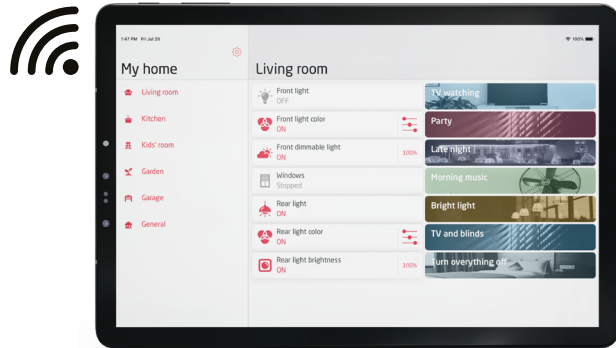 1:47 PM Fri Jul 26
100%
My home
Living room
Kitchen
Kids' room
Garden
Garage
General
Living room
Front light
OFF
Front light color
ON
Front dimmable light
ON
100%
Windows
Stopped
Rear light
ON
Rear light color
ON
Rear light brightness
ON
100%
TV watching
Party
Late night
Morning music
Bright light
TV and blinds
Turn everything off